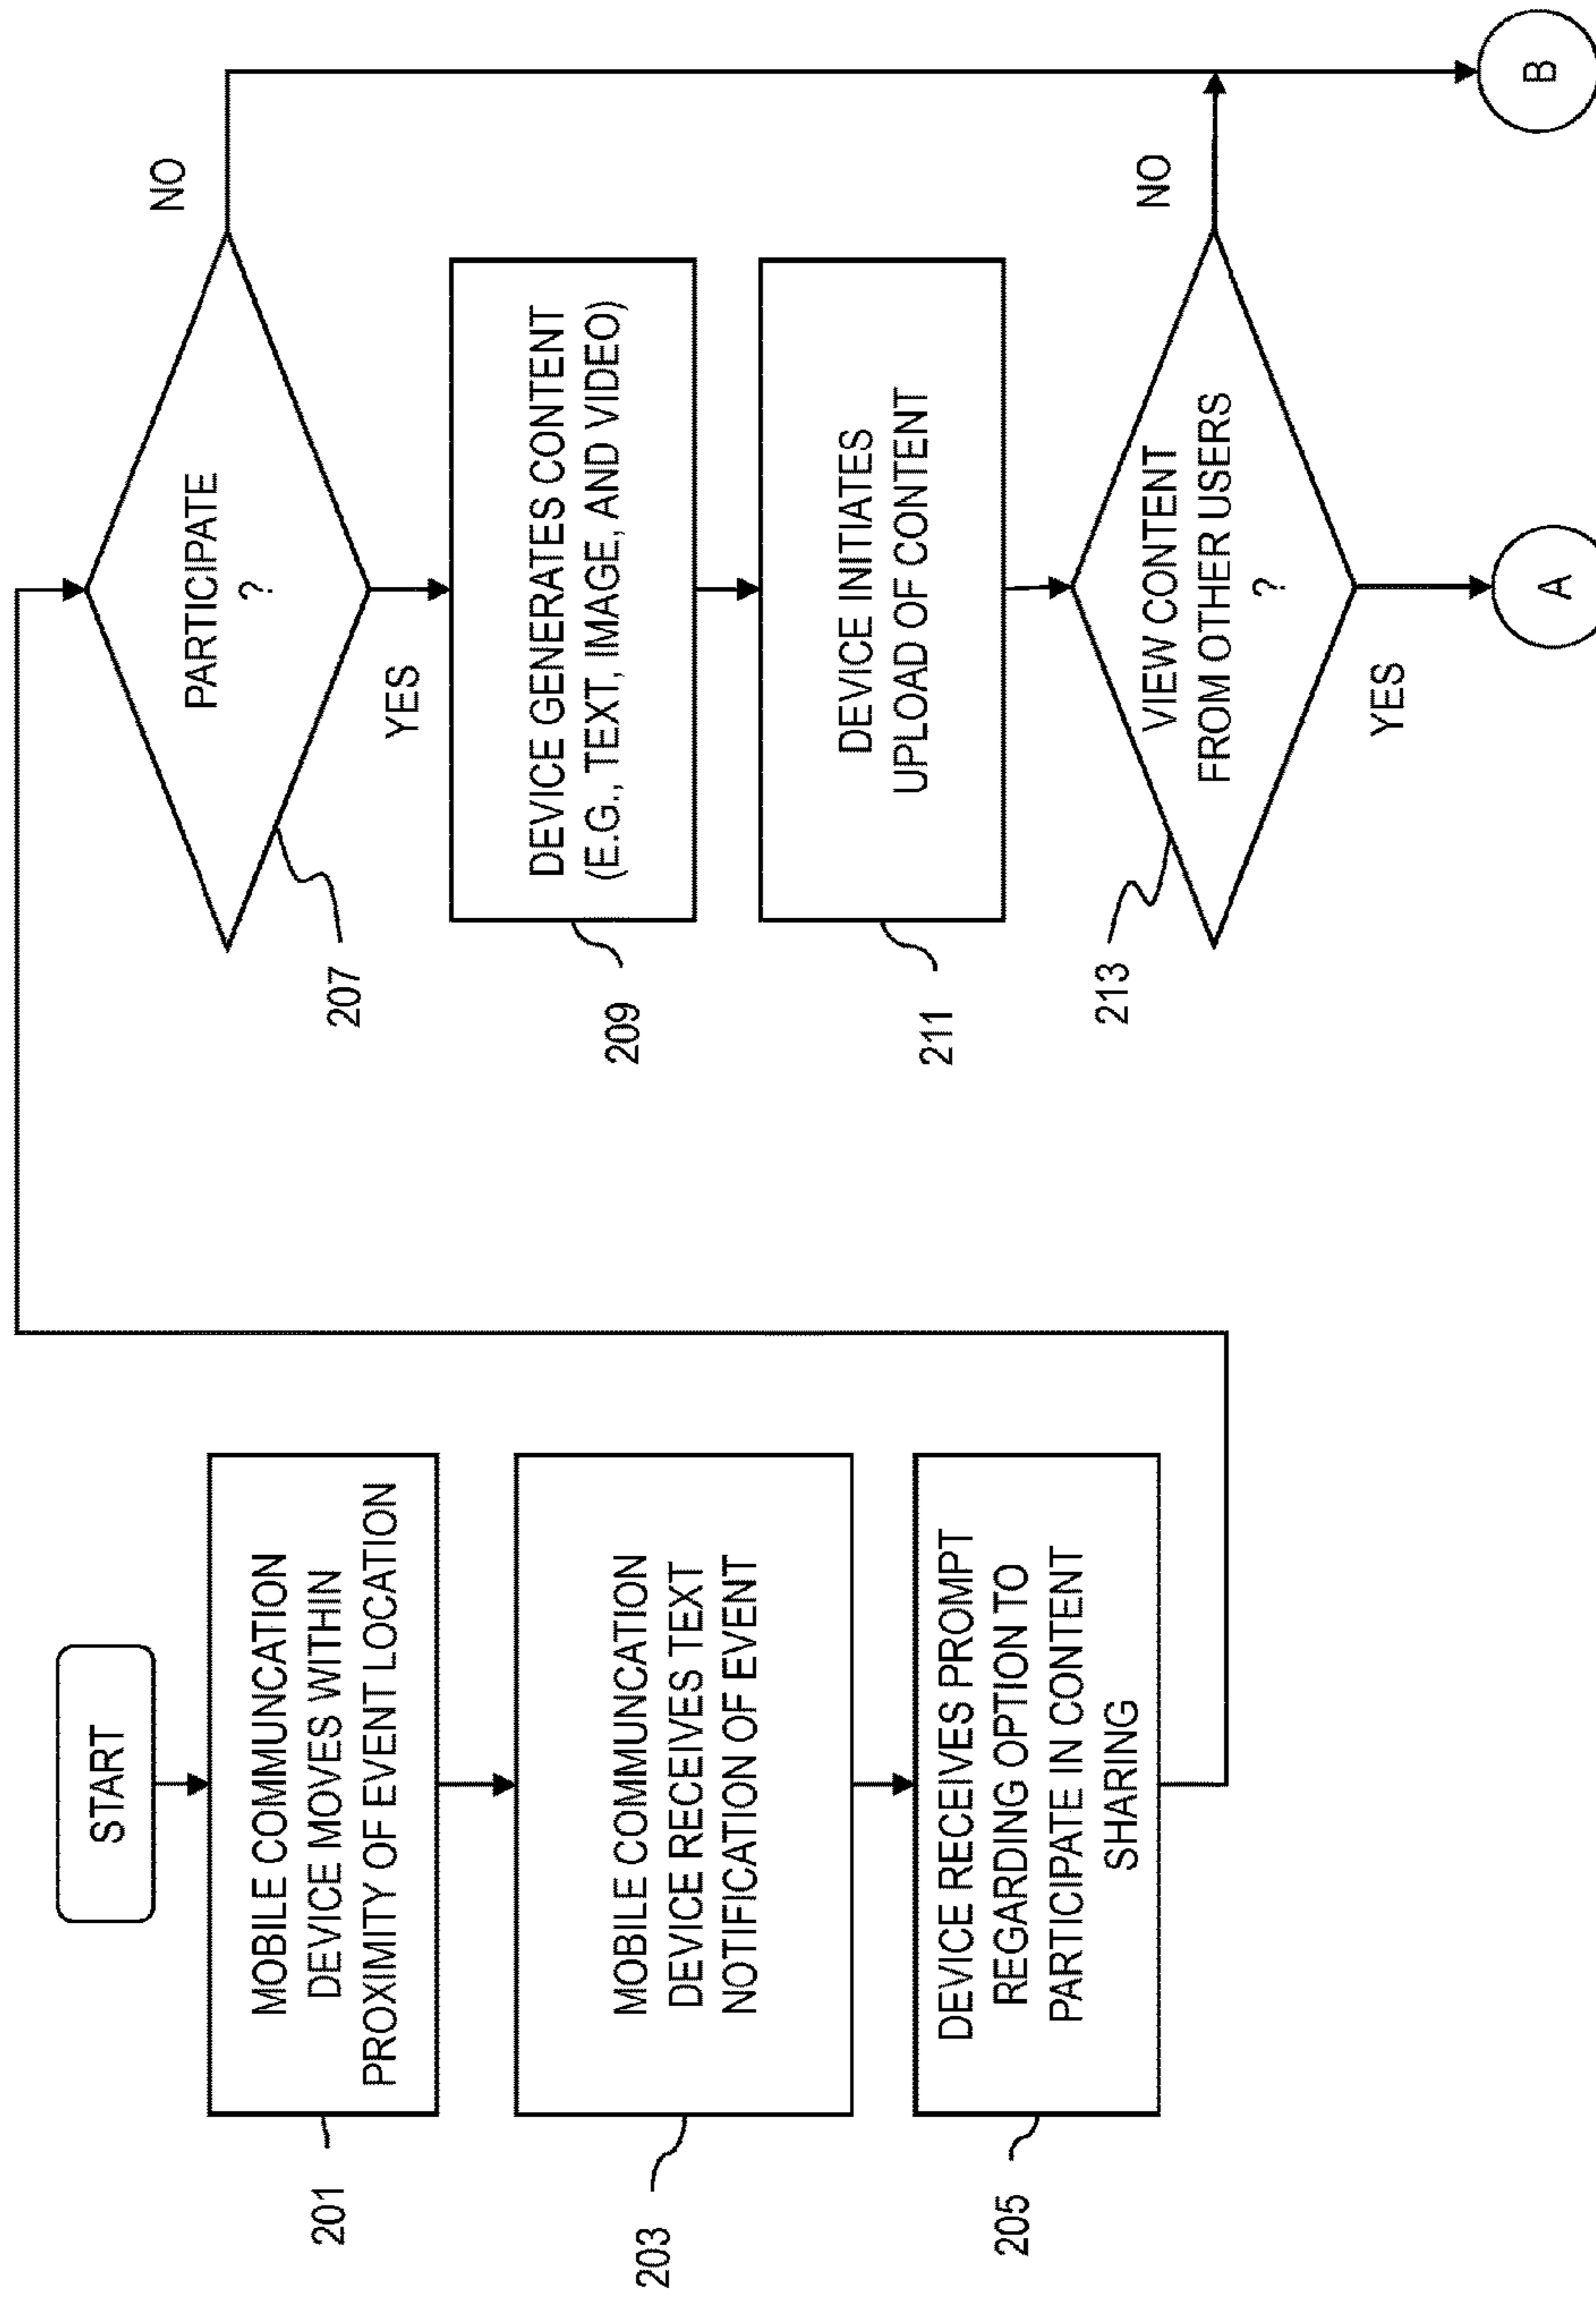 START
MOBILE COMMUNCATION
DEVICE MOVES WITHIN
PROXIMITY OF EVENT LOCATION
201
MOBILE COMMUNCATION
DEVICE RECEIVES TEXT
NOTIFICATION OF EVENT
203
DEVICE RECEIVES PROMPT
REGARDING OPTION TO
PARTICIPATE IN CONTENT
SHARING
205
PARTICIPATE
?
NO
207
YES
DEVICE GENERATES CONTENT
(E.G., TEXT, IMAGE, AND VIDEO)
209
DEVICE INITIATES
UPLOAD OF CONTENT
211
VIEW CONTENT
FROM OTHER USERS
?
NO
213
YES
A
B